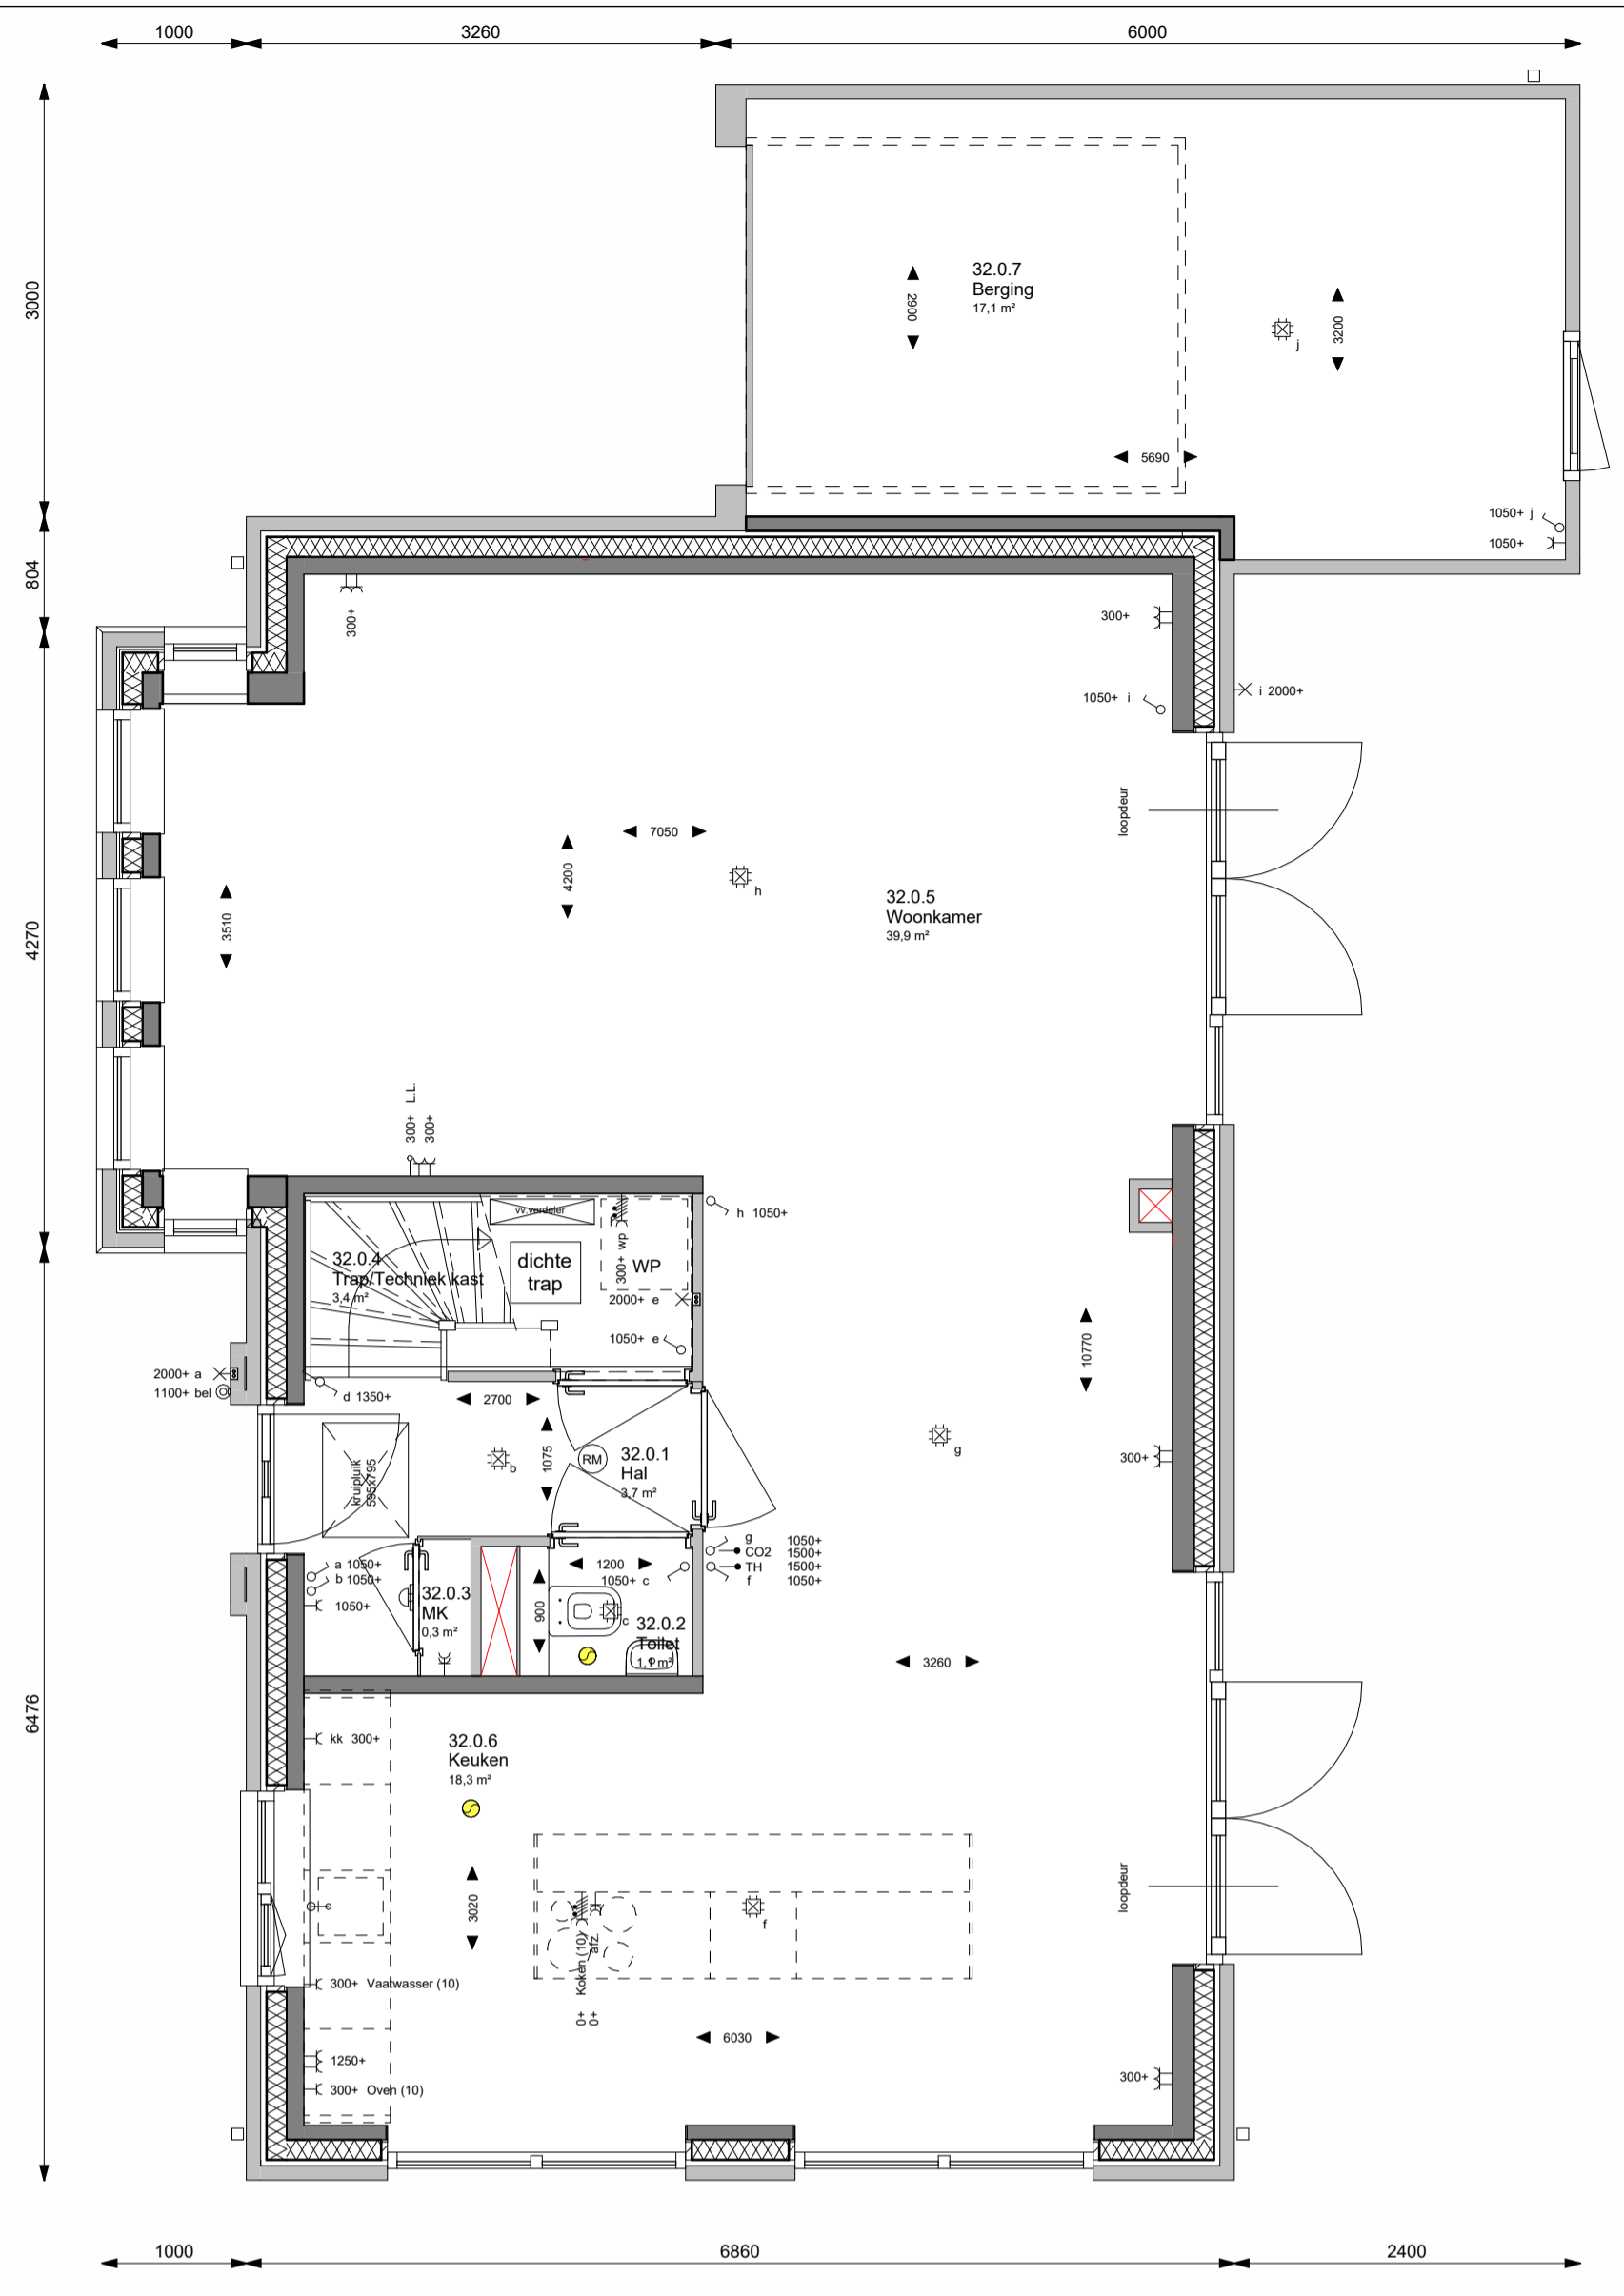 1000
3260
6000
3000
32.0.7
Berging
17,1 m²
2900
3200
j
5690
1050+ j
1050+
804
300+
300+
1050+ i
i 2000+
loopdeur
7050
4200
h
32.0.5
Woonkamer
39,9 m²
3510
4270
300+ L.L.
300+
h 1050+
vv.verdeler
32.0.4
Trap/Techniek kast
3,4 m²
dichte
trap
300+ wp
WP
2000+ e
1050+ e
10770
2000+ a
1100+ bel
d 1350+
2700
1075
b
RM
32.0.1
Hal
3,7 m²
kruipluik
595x795
g
300+
g 1050+
CO2 1500+
TH 1500+
f 1050+
a 1050+
b 1050+
1050+
32.0.3
MK
0,3 m²
1200
1050+ c
900
c
32.0.2
Toilet
1,1 m²
3260
6476
kk 300+
32.0.6
Keuken
18,3 m²
3020
f
loopdeur
0+ Koken (10)
0+ afz.
300+ Vaatwasser (10)
6030
1250+
300+ Oven (10)
300+
1000
6860
2400